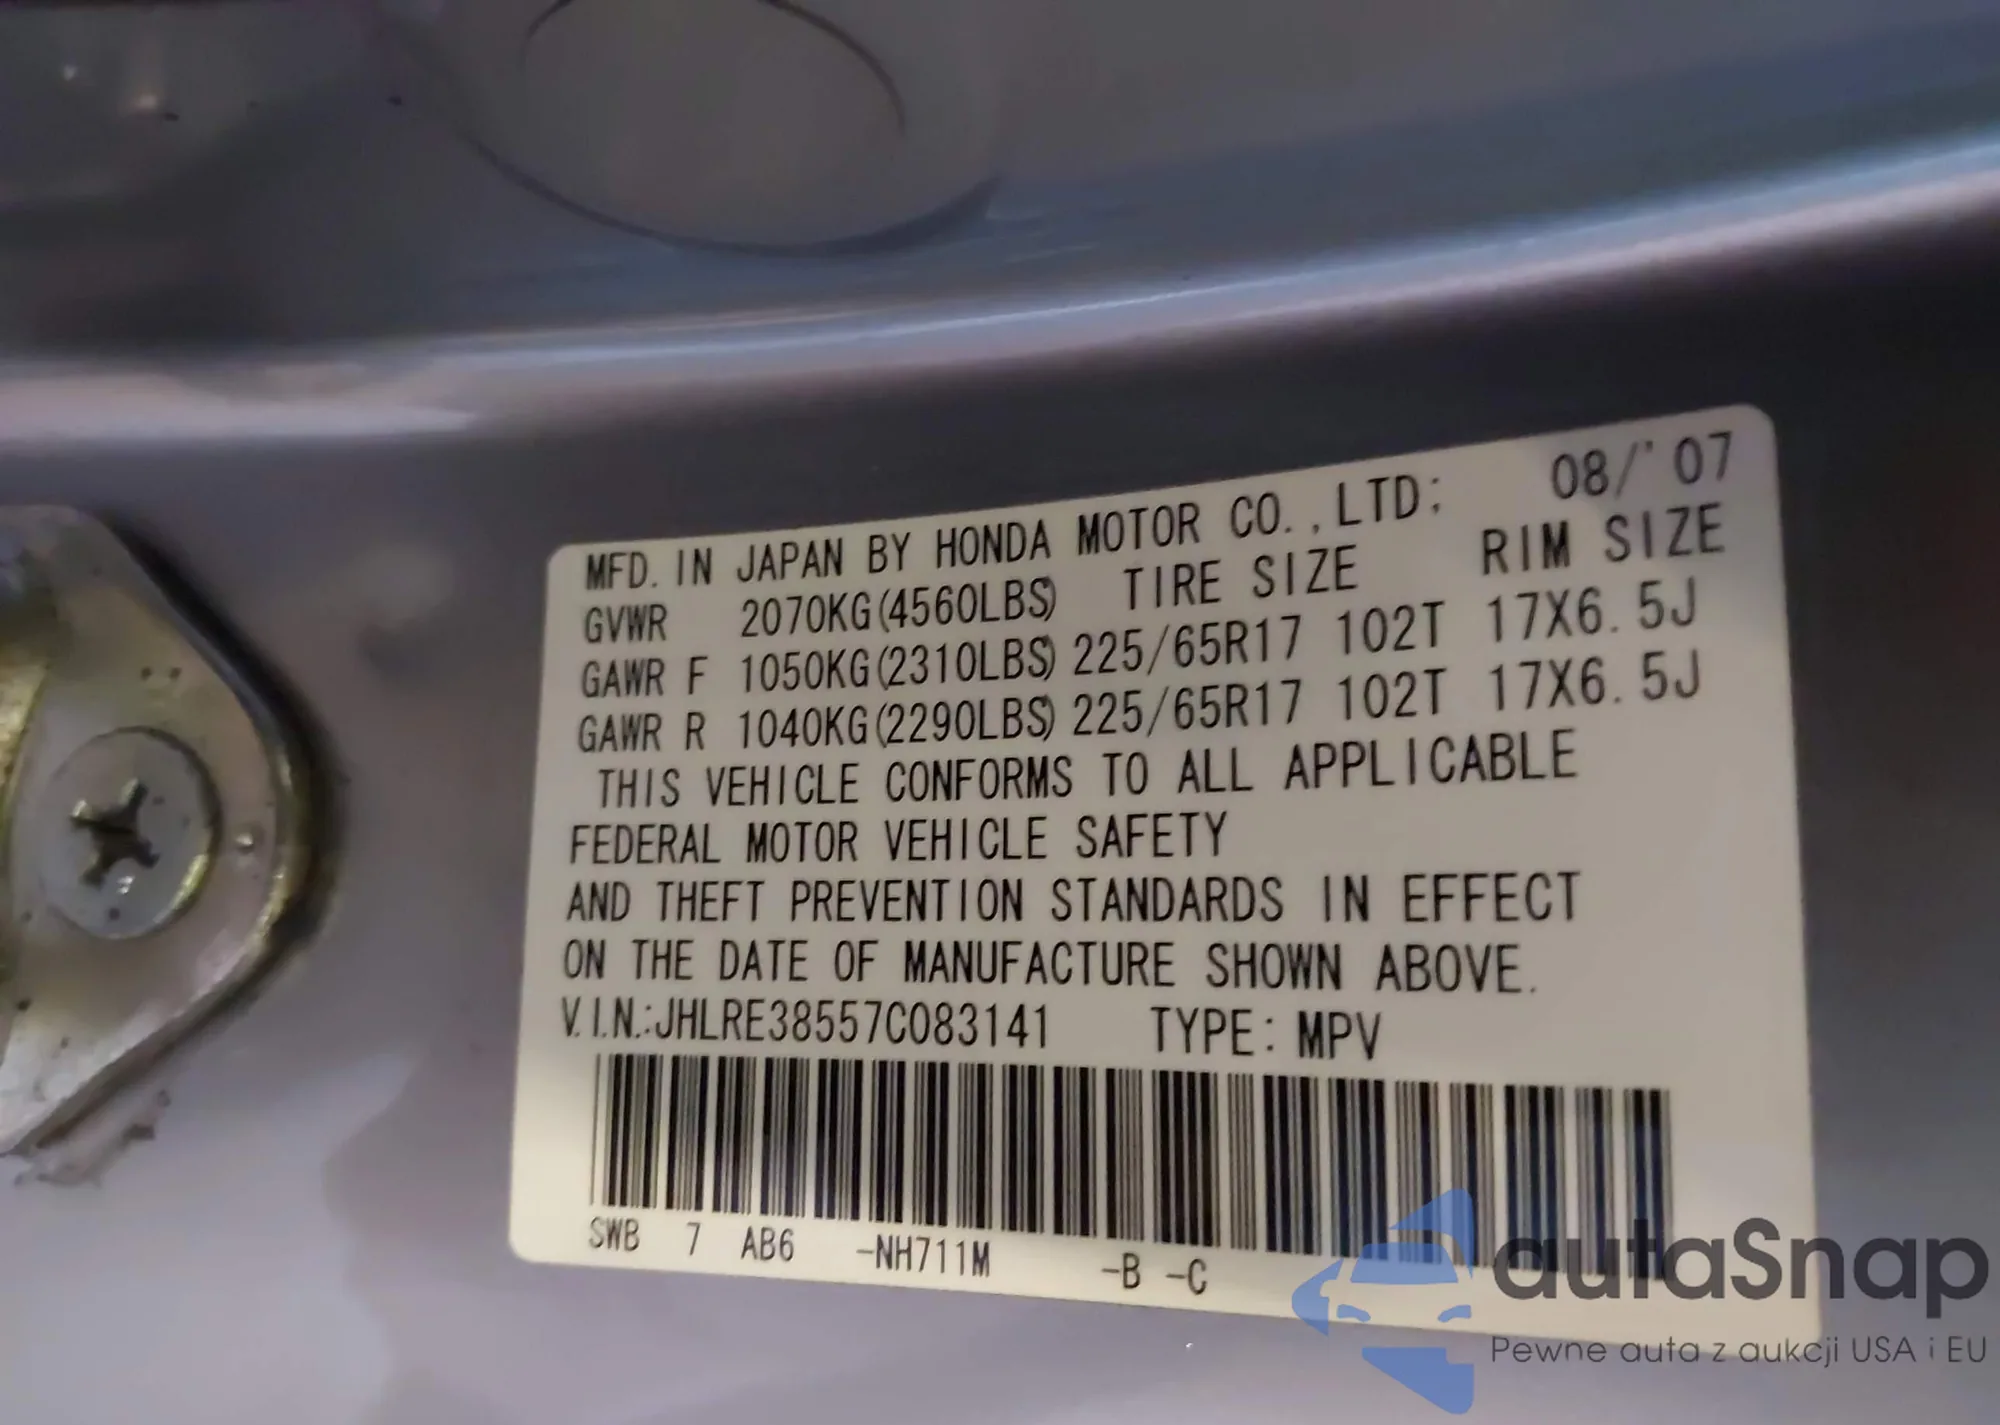 MFD. IN JAPAN BY HONDA MOTOR CO.,LTD; 08/'07
GVWR 2070KG(4560LBS) TIRE SIZE RIM SIZE
GAWR F 1050KG(2310LBS) 225/65R17 102T 17X6.5J
GAWR R 1040KG(2290LBS) 225/65R17 102T 17X6.5J
THIS VEHICLE CONFORMS TO ALL APPLICABLE
FEDERAL MOTOR VEHICLE SAFETY
AND THEFT PREVENTION STANDARDS IN EFFECT
ON THE DATE OF MANUFACTURE SHOWN ABOVE.
V.I.N.:JHLRE38557C083141 TYPE: MPV
SWB 7 AB6 -NH711M -B -C
autaSnap
Pewne auta z aukcji USA i EU